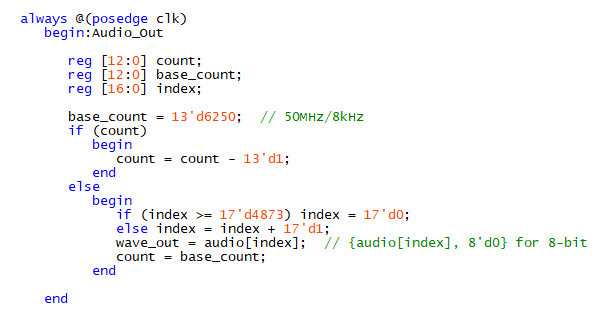 always @(posedge clk)
begin:Audio_Out
reg [12:0] count;
reg [12:0] base_count;
reg [16:0] index;
base_count = 13'd6250;  // 50MHz/8kHz
if (count)
begin
count = count - 13'd1;
end
else
begin
if (index >= 17'd4873) index = 17'd0;
else index = index + 17'd1;
wave_out = audio[index];  // {audio[index], 8'd0} for 8-bit
count = base_count;
end
end